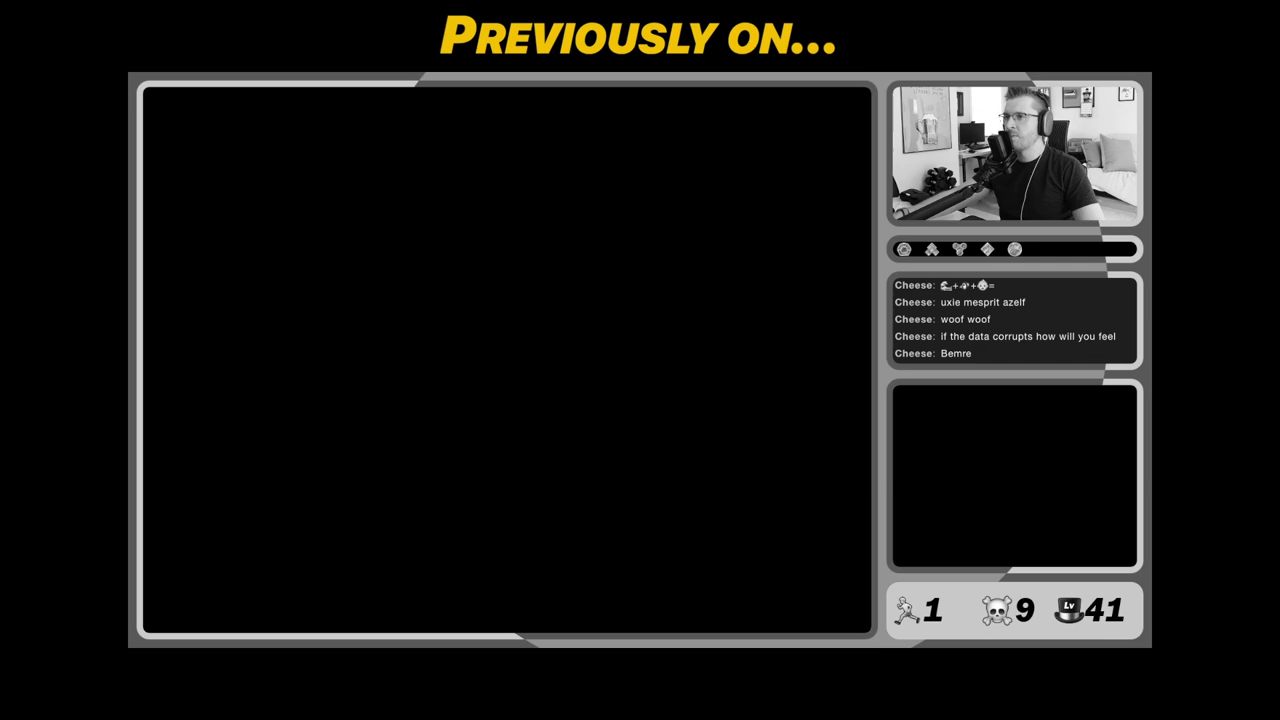 PREVIOUSLY ON...
Cheese: 🌊+🦇+👶=
Cheese: uxie mesprit azelf
Cheese: woof woof
Cheese: if the data corrupts how will you feel
Cheese: Bemre
1
9
Lv 41